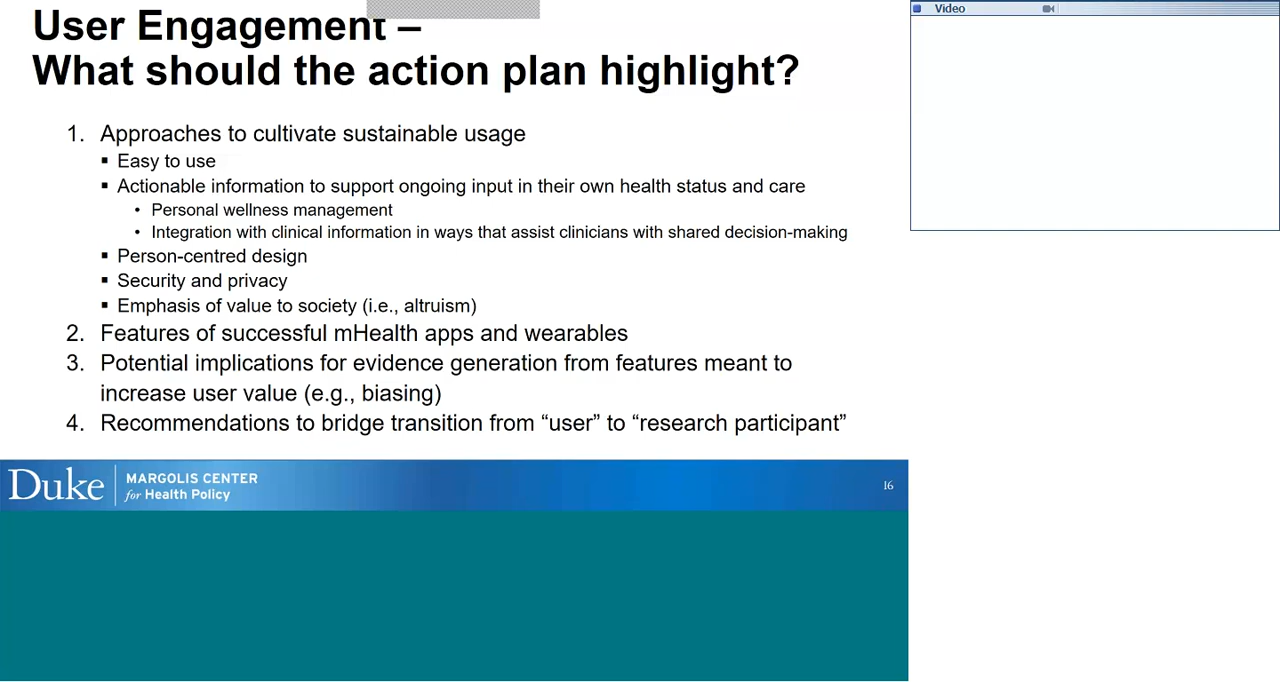 User Engagement –
What should the action plan highlight?
1. Approaches to cultivate sustainable usage
▪ Easy to use
▪ Actionable information to support ongoing input in their own health status and care
• Personal wellness management
• Integration with clinical information in ways that assist clinicians with shared decision-making
▪ Person-centred design
▪ Security and privacy
▪ Emphasis of value to society (i.e., altruism)
2. Features of successful mHealth apps and wearables
3. Potential implications for evidence generation from features meant to
increase user value (e.g., biasing)
4. Recommendations to bridge transition from “user” to “research participant”
Duke
MARGOLIS CENTER
for Health Policy
16
Video